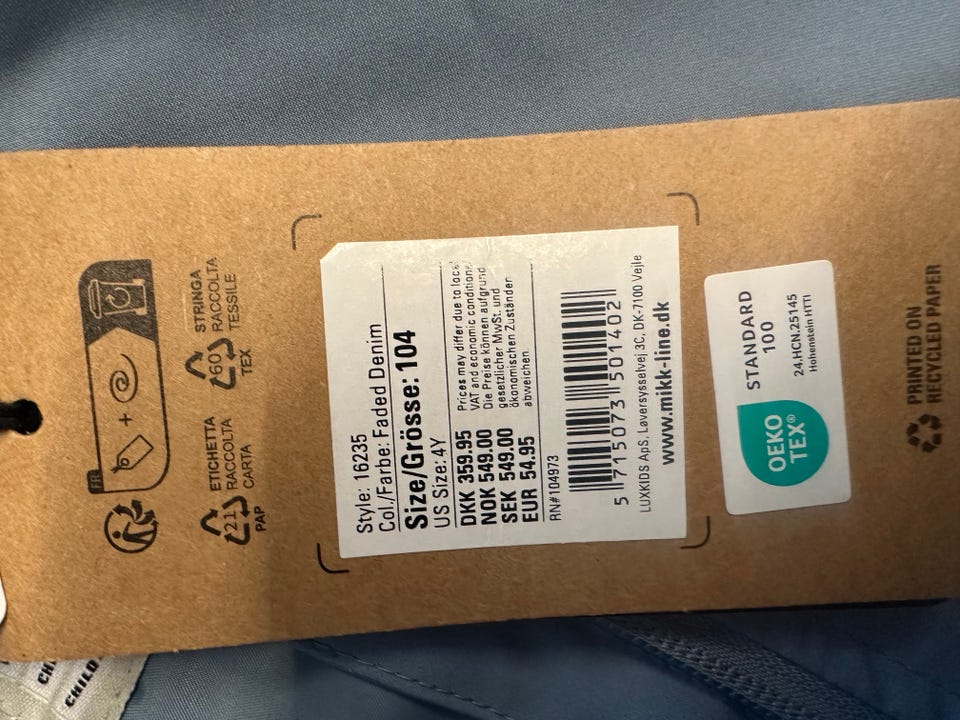 FR
+
21
PAP
ETICHETTA
RACCOLTA
CARTA
60
TEX
STRINGA
RACCOLTA
TESSILE
Style: 16235
Col./Farbe: Faded Denim
Size/Grösse: 104
US Size: 4Y
DKK 359.95
NOK 549.00
SEK 549.00
EUR 54.95
Prices may differ due to local
VAT and economic conditions
Die Preise können aufgrund
gesetzlicher MwSt. und
ökonomischen Zuständen
abweichen.
RN#104973
5 715073 501402
LUXKIDS ApS, Løversysselvej 3C, DK-7100 Vejle
www.mikk-line.dk
OEKO
TEX®
STANDARD
100
24.HCN.25145
Hohenstein HTTI
PRINTED ON
RECYCLED PAPER
CHILD